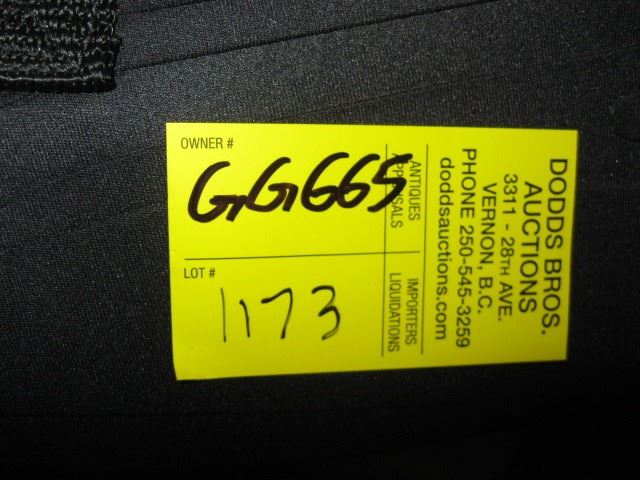 OWNER #
GG665
LOT #
1173
ANTIQUES
APPRAISALS
IMPORTERS
LIQUIDATIONS
DODDS BROS.
AUCTIONS
3311 - 28TH AVE.
VERNON, B.C.
PHONE 250-545-3259
doddsauctions.com